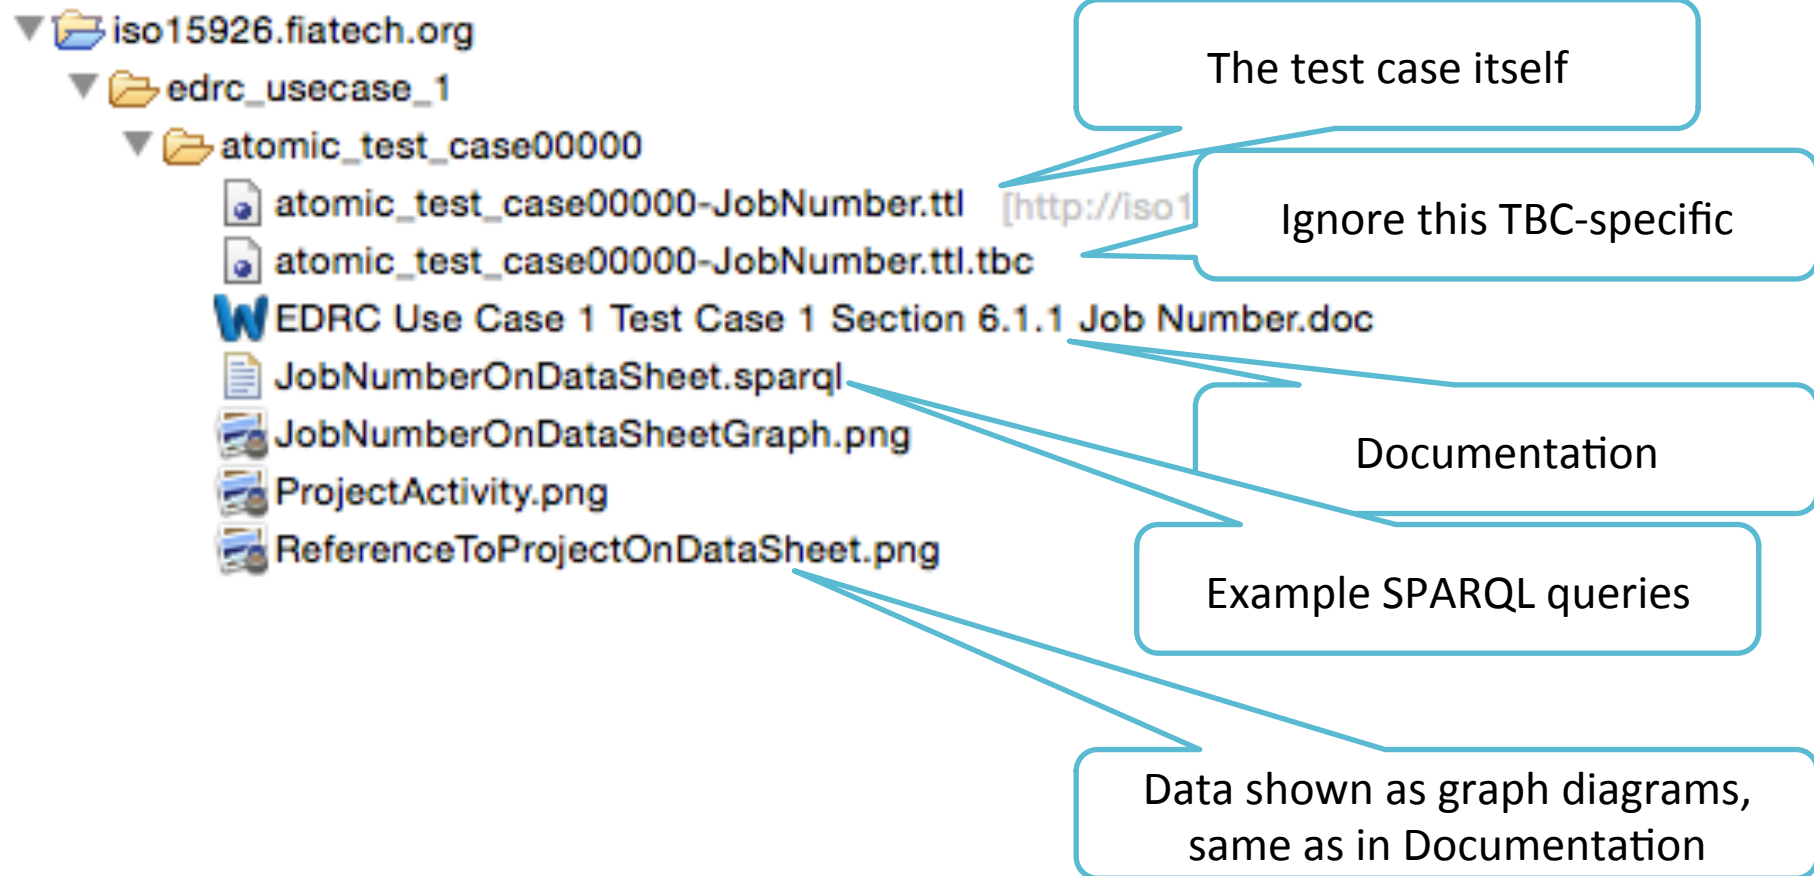 iso15926.fiatech.org
The test case itself
edrc_usecase_1
atomic_test_case00000
atomic_test_case00000-JobNumber.ttl [http://iso1
Ignore this TBC-specific
atomic_test_case00000-JobNumber.ttl.tbc
EDRC Use Case 1 Test Case 1 Section 6.1.1 Job Number.doc
JobNumberOnDataSheet.sparql
JobNumberOnDataSheetGraph.png
Documentation
ProjectActivity.png
ReferenceToProjectOnDataSheet.png
Example SPARQL queries
Data shown as graph diagrams,
same as in Documentation